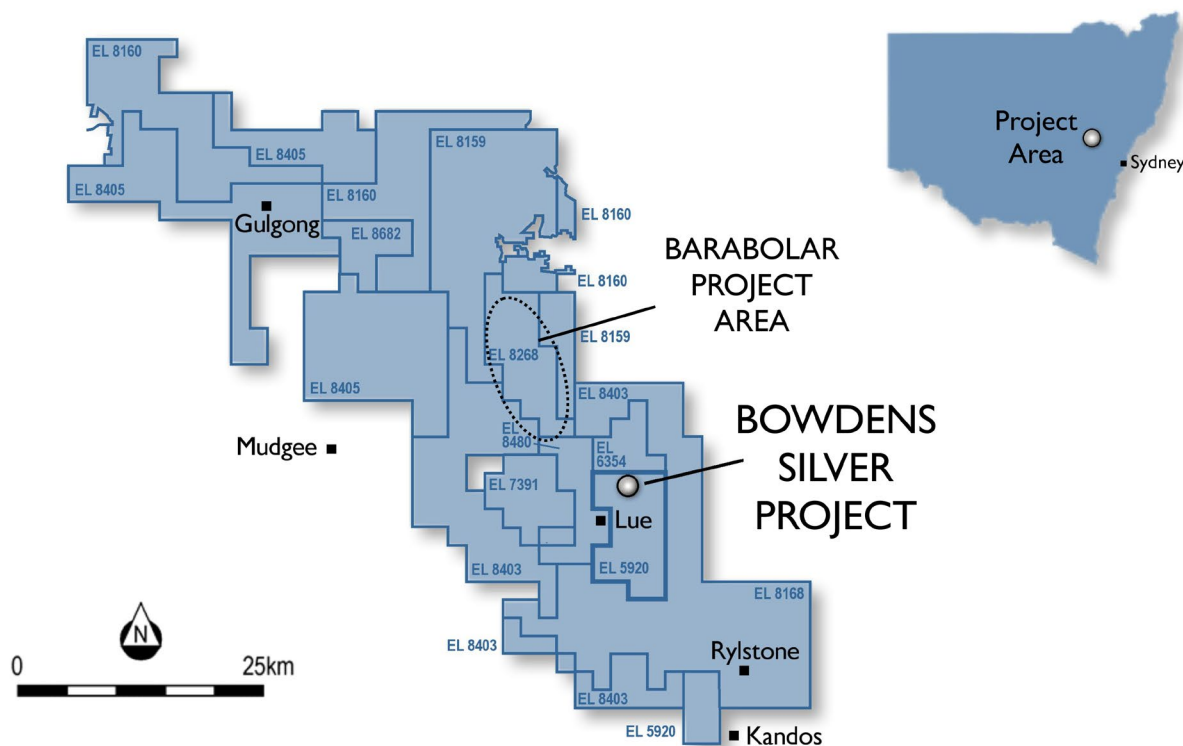 EL 8160
EL 8159
EL 8405
EL 8405
EL 8160
Gulgong
EL 8682
EL 8160
EL 8160
BARABOLAR
PROJECT
AREA
EL 8159
EL 8268
EL 8405
EL 8403
Mudgee
EL
8480
EL
6354
BOWDENS
SILVER
PROJECT
EL 7391
Lue
EL 8403
EL 5920
EL 8168
EL 8403
Rylstone
EL 8403
EL 5920
Kandos
N
0
25km
Project
Area
Sydney